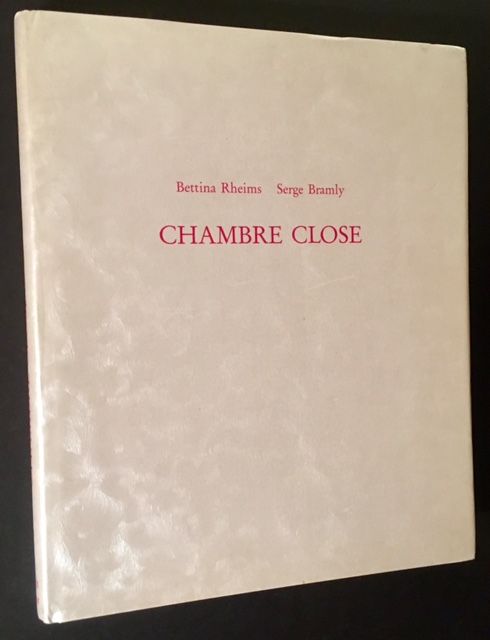 Bettina Rheims Serge Bramly
CHAMBRE CLOSE